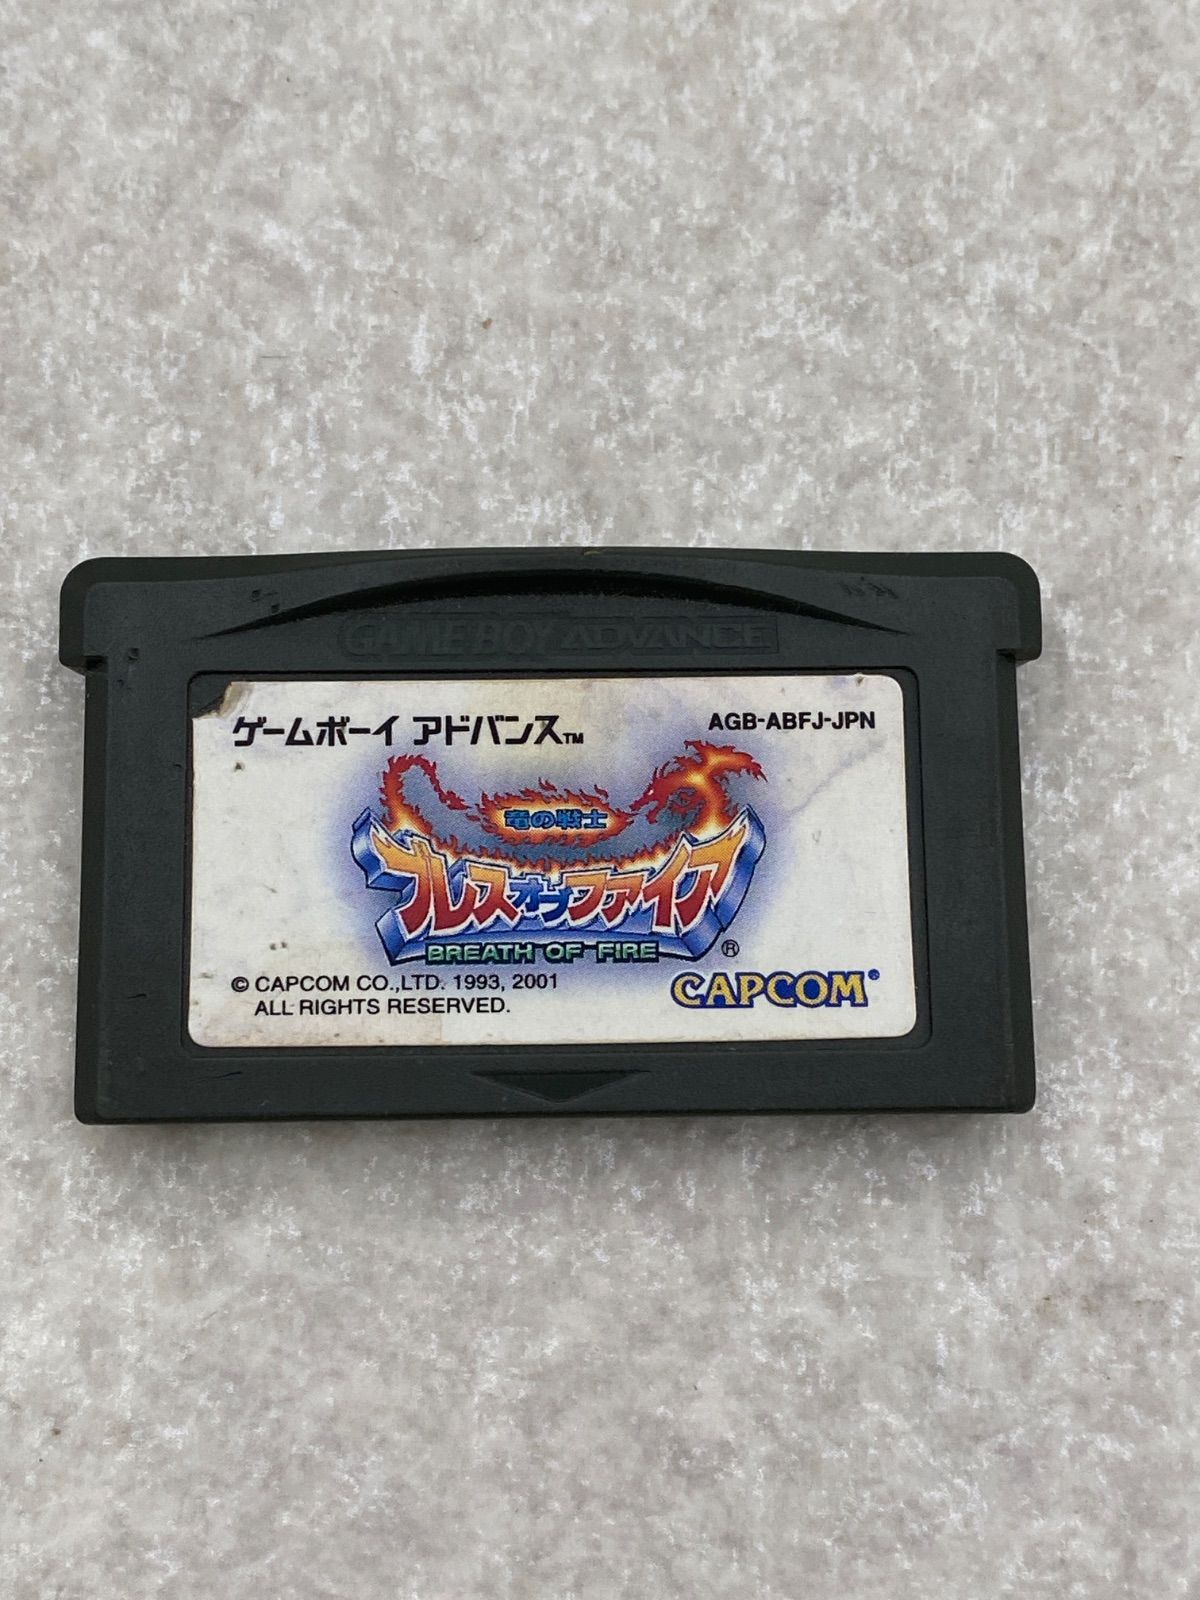 GAME BOY ADVANCE
ゲームボーイ アドバンス™
AGB-ABFJ-JPN
竜の戦士
ブレス オブ ファイア
BREATH OF FIRE ®
© CAPCOM CO.,LTD. 1993, 2001
ALL RIGHTS RESERVED.
CAPCOM®